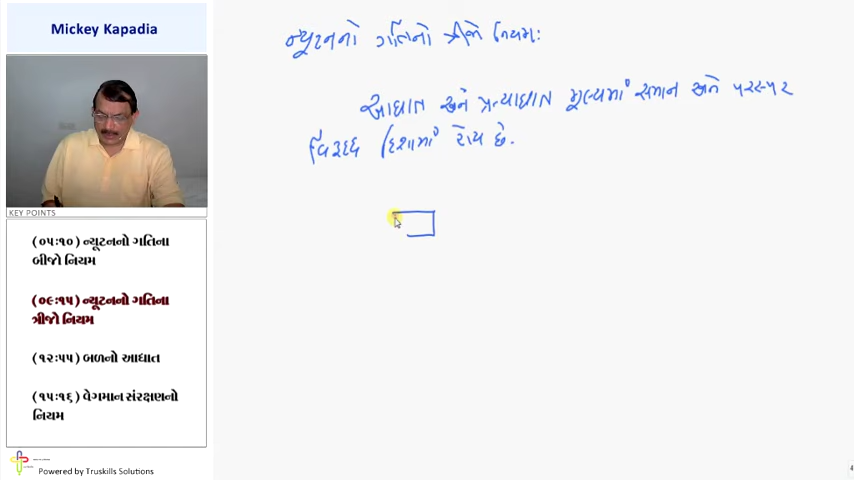 Mickey Kapadia
ન્યુટનનો ગતિનો ત્રીજો નિયમ:
આઘાત અને પ્રત્યાઘાત મૂલ્યમાં સમાન અને પરસ્પર
વિરુદ્ધ દિશામાં હોય છે.
KEY POINTS
(૦૫:૧૦) ન્યૂટનનો ગતિના
બીજો નિયમ
(૦૯:૧૫) ન્યૂટનનો ગતિના
ત્રીજો નિયમ
(૧૨:૫૫) બળનો આઘાત
(૧૫:૧૬) વેગમાન સંરક્ષણનો
નિયમ
Powered by Truskills Solutions
4